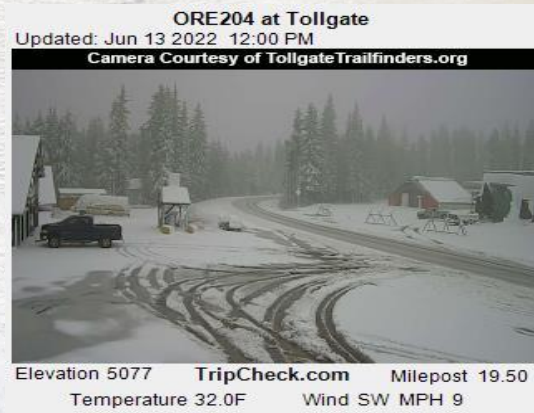 ORE204 at Tollgate
Updated: Jun 13 2022 12:00 PM
Camera Courtesy of TollgateTrailfinders.org
Elevation 5077 TripCheck.com Milepost 19.50
Temperature 32.0F Wind SW MPH 9